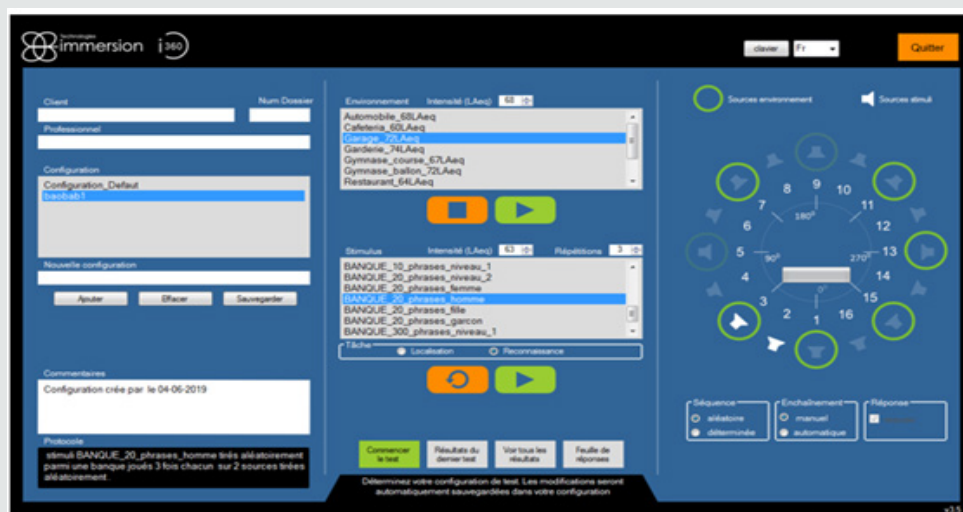 Technologies
immersion i360
clavier Fr Quitter
Client Num Dossier
Professionnel
Configuration
Configuration_Defaut
baobab1
Nouvelle configuration
Ajouter Effacer Sauvegarder
Commentaires
Configuration crée par le 04-06-2019
Protocole
stimuli BANQUE_20_phrases_homme tirés aléatoirement
parmi une banque joués 3 fois chacun sur 2 sources tirées
aléatoirement.
Environnement Intensité (LAeq) 68
Automobile_68LAeq
Cafeteria_60LAeq
Garage_72LAeq
Garderie_74LAeq
Gymnase_course_67LAeq
Gymnase_ballon_72LAeq
Restaurant_64LAeq
Stimulus Intensité (LAeq) 63 Répétitions 3
BANQUE_10_phrases_niveau_1
BANQUE_20_phrases_niveau_2
BANQUE_20_phrases_femme
BANQUE_20_phrases_homme
BANQUE_20_phrases_fille
BANQUE_20_phrases_garcon
BANQUE_300_phrases_niveau_1
Tâche
Localisation Reconnaissance
Commencer le test
Résultats du dernier test
Voir tous les résultats
Feuille de réponses
Déterminez votre configuration de test. Les modifications seront
automatiquement sauvegardées dans votre configuration
Sources environnement Sources stimuli
8 9 10
7 11
180°
6 12
5 90° 270° 13
4 14
0°
3 15
2 1 16
Séquence
aléatoire
déterminée
Enchaînement
manuel
automatique
Réponse
v3.5